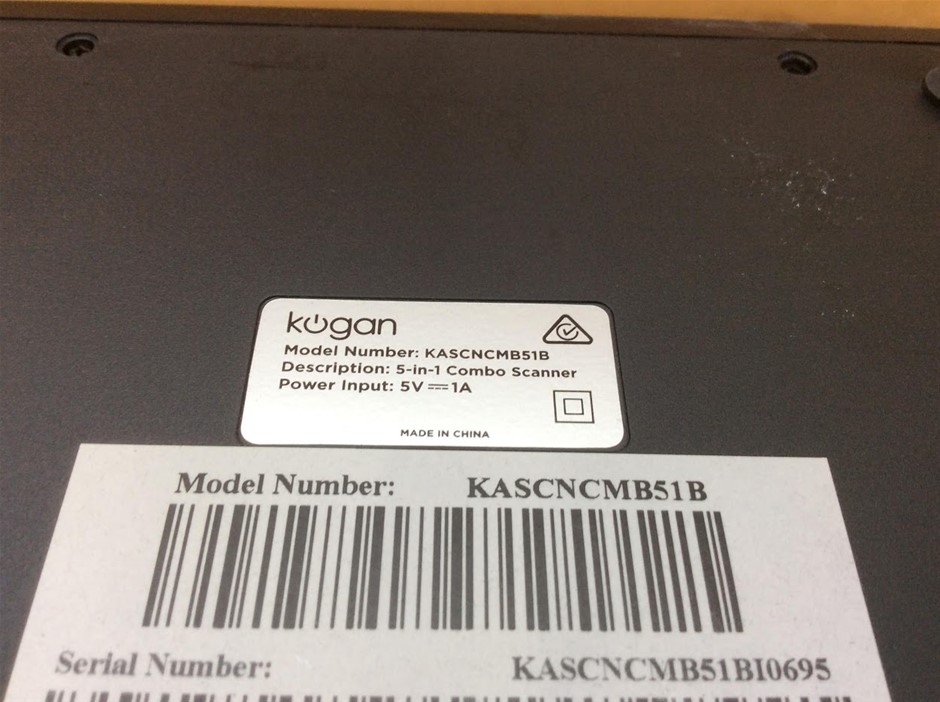 kogan
Model Number: KASCNCMB51B
Description: 5-in-1 Combo Scanner
Power Input: 5V ⎓ 1A
MADE IN CHINA
Model Number: KASCNCMB51B
Serial Number: KASCNCMB51BI0695